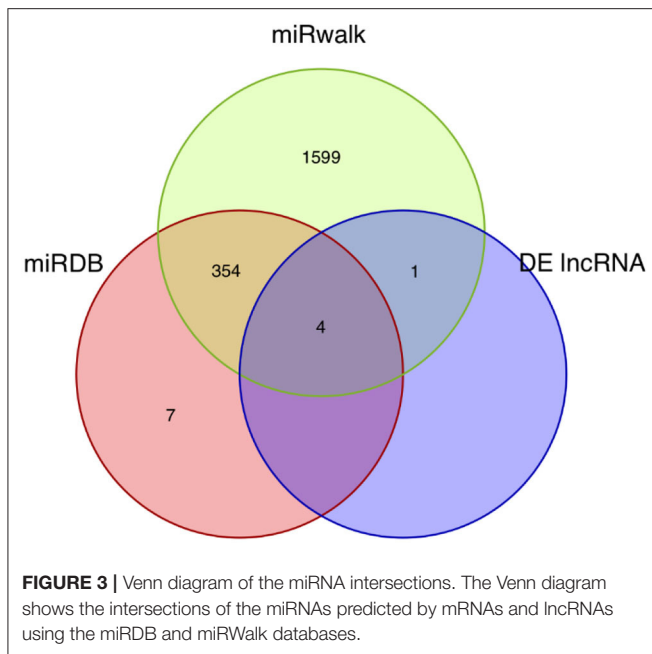 miRwalk
1599
miRDB
354
1
DE lncRNA
4
7
FIGURE 3 | Venn diagram of the miRNA intersections. The Venn diagram
shows the intersections of the miRNAs predicted by mRNAs and lncRNAs
using the miRDB and miRWalk databases.